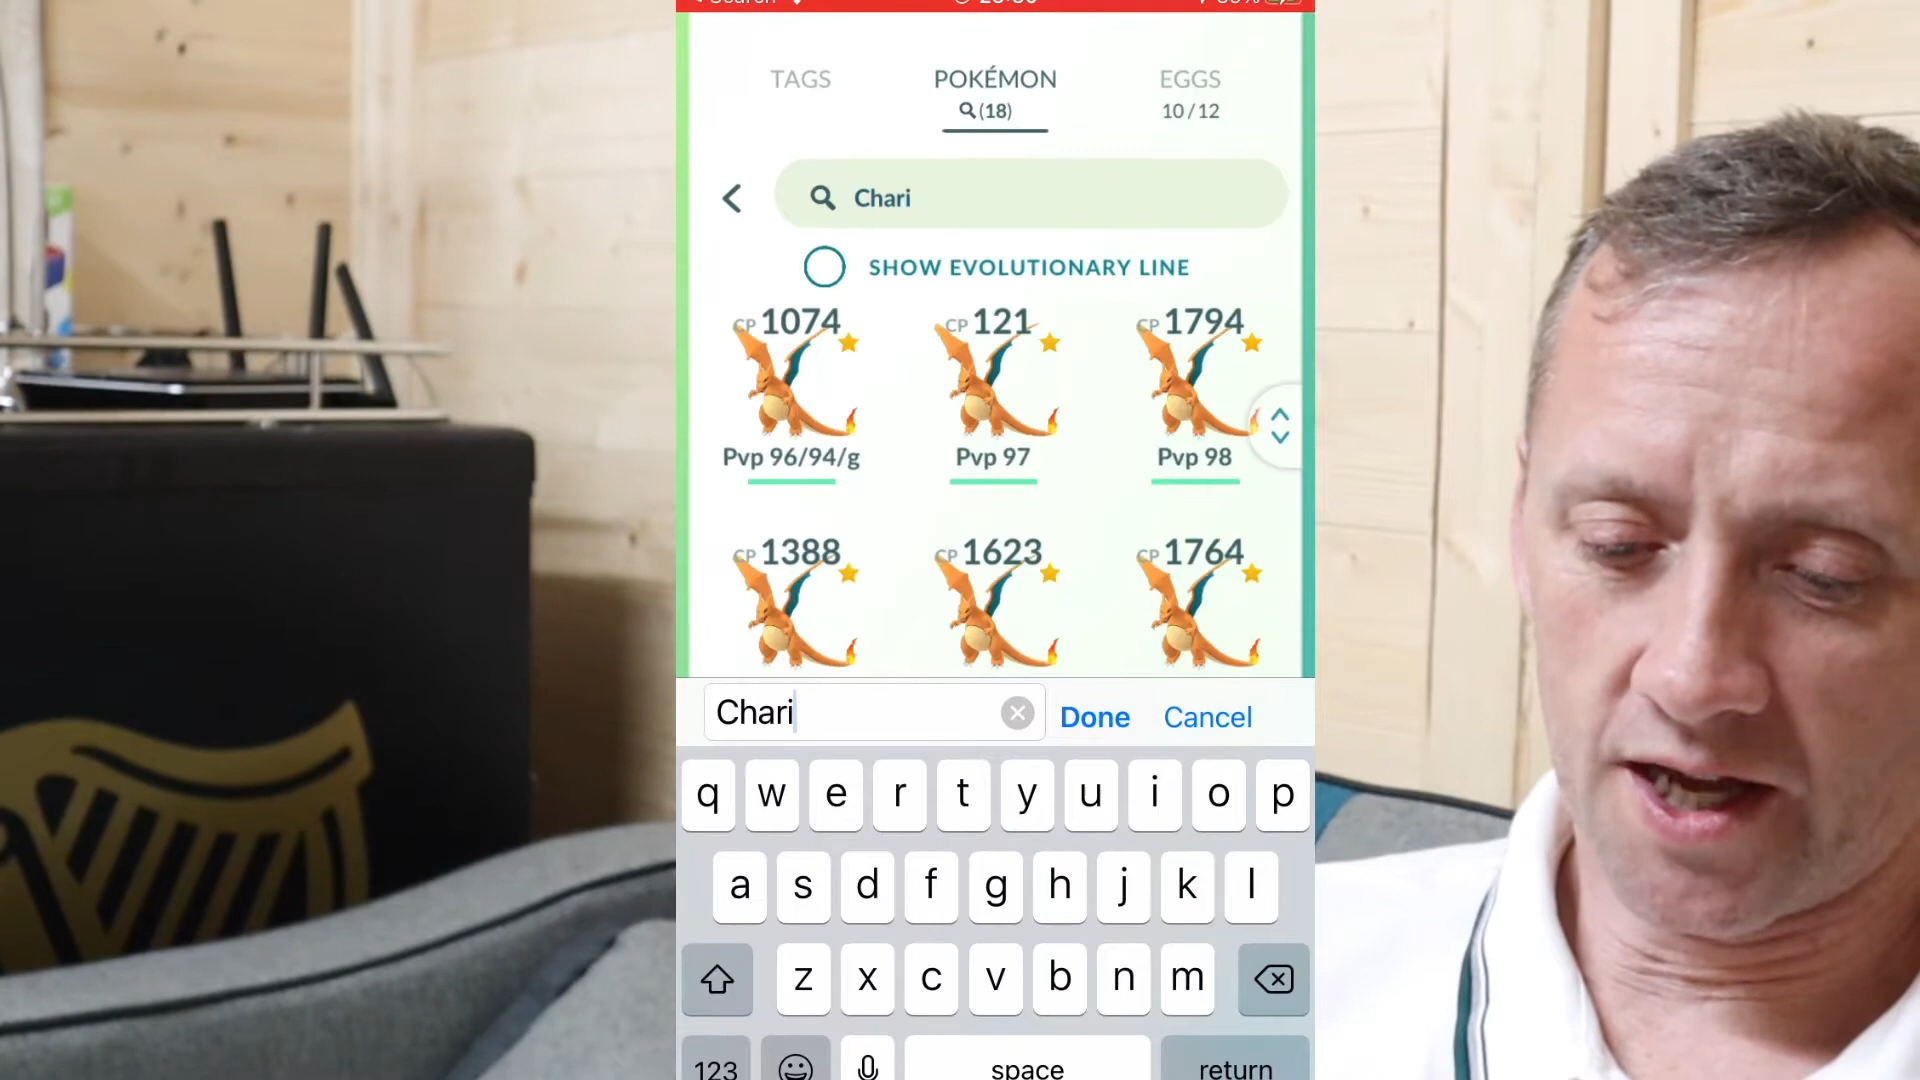 TAGS
POKÉMON
EGGS
(18)
10/12
Chari
SHOW EVOLUTIONARY LINE
CP 1074
CP 121
CP 1794
Pvp 96/94/g
Pvp 97
Pvp 98
CP 1388
CP 1623
CP 1764
Chari
Done
Cancel
q w e r t y u i o p
a s d f g h j k l
z x c v b n m
123
space
return